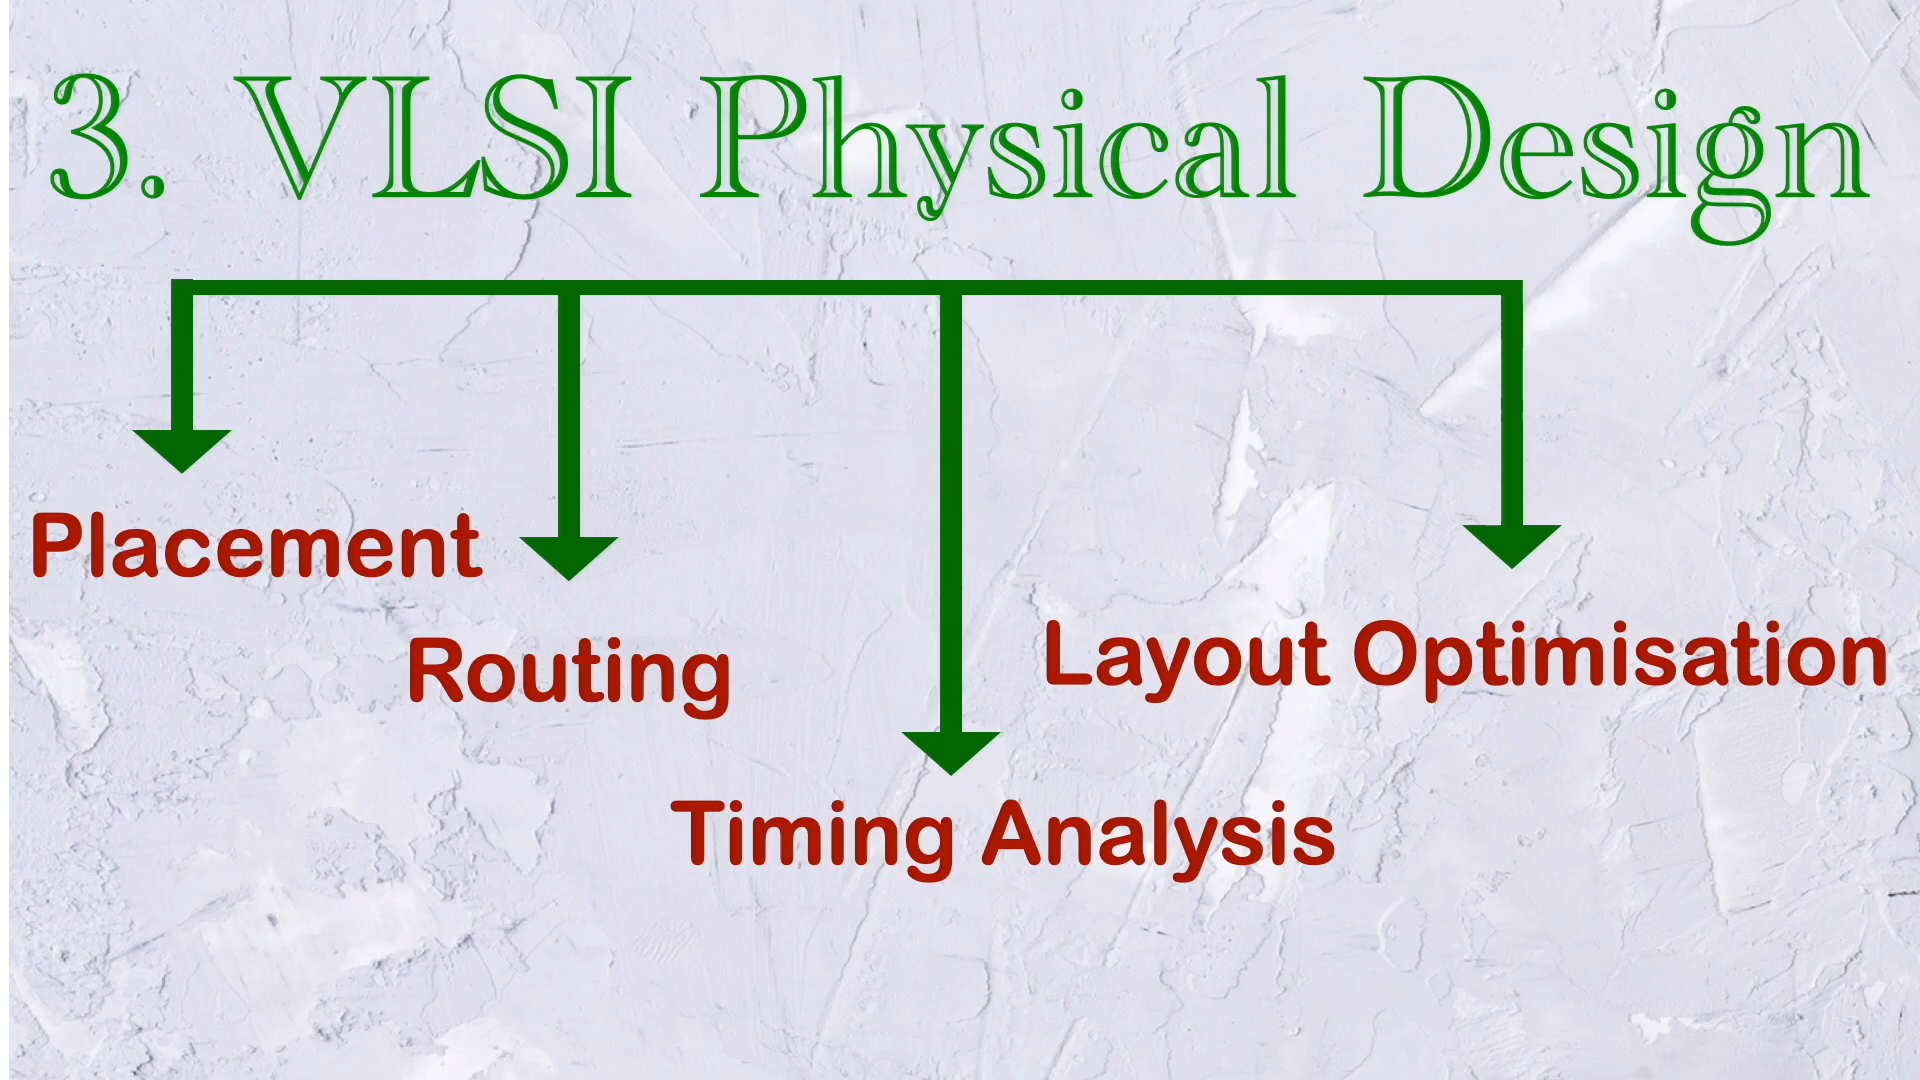 3. VLSI Physical Design
Placement
Routing
Timing Analysis
Layout Optimisation